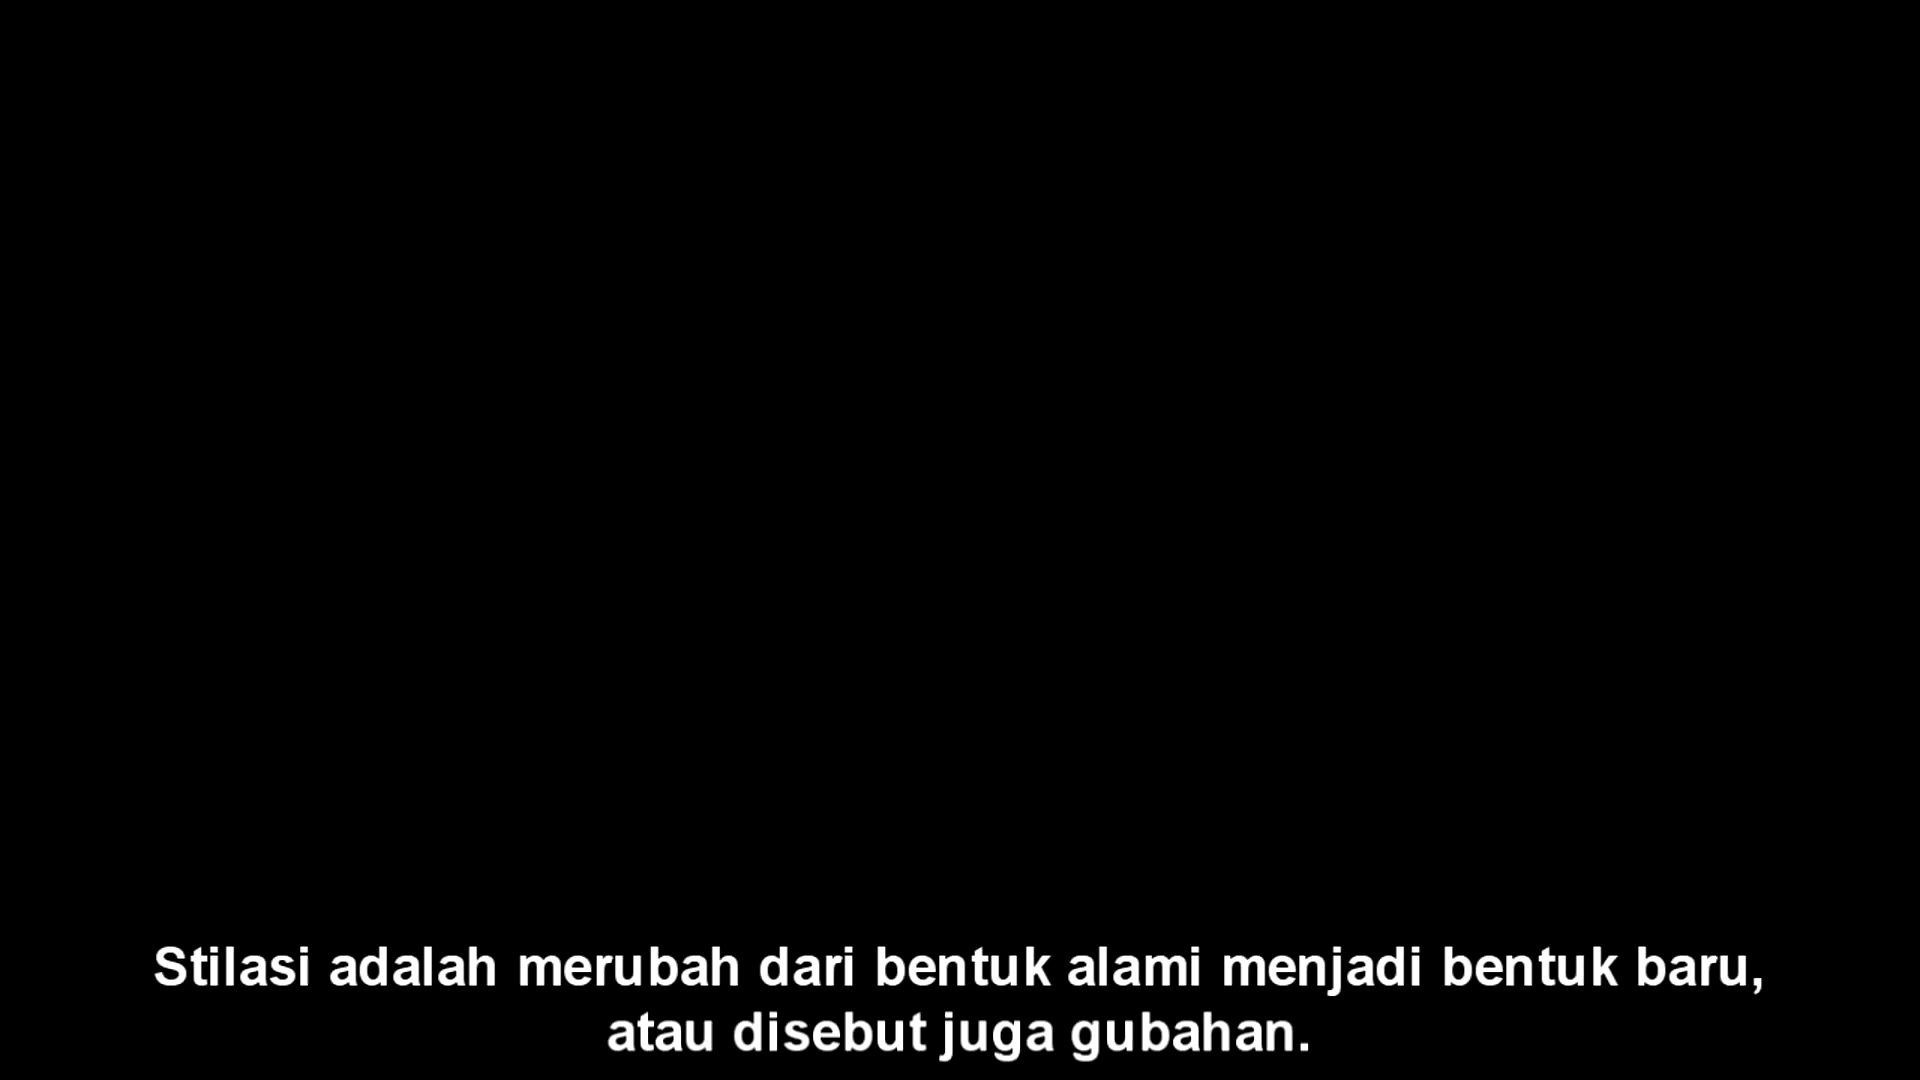 Stilasi adalah merubah dari bentuk alami menjadi bentuk baru,
atau disebut juga gubahan.